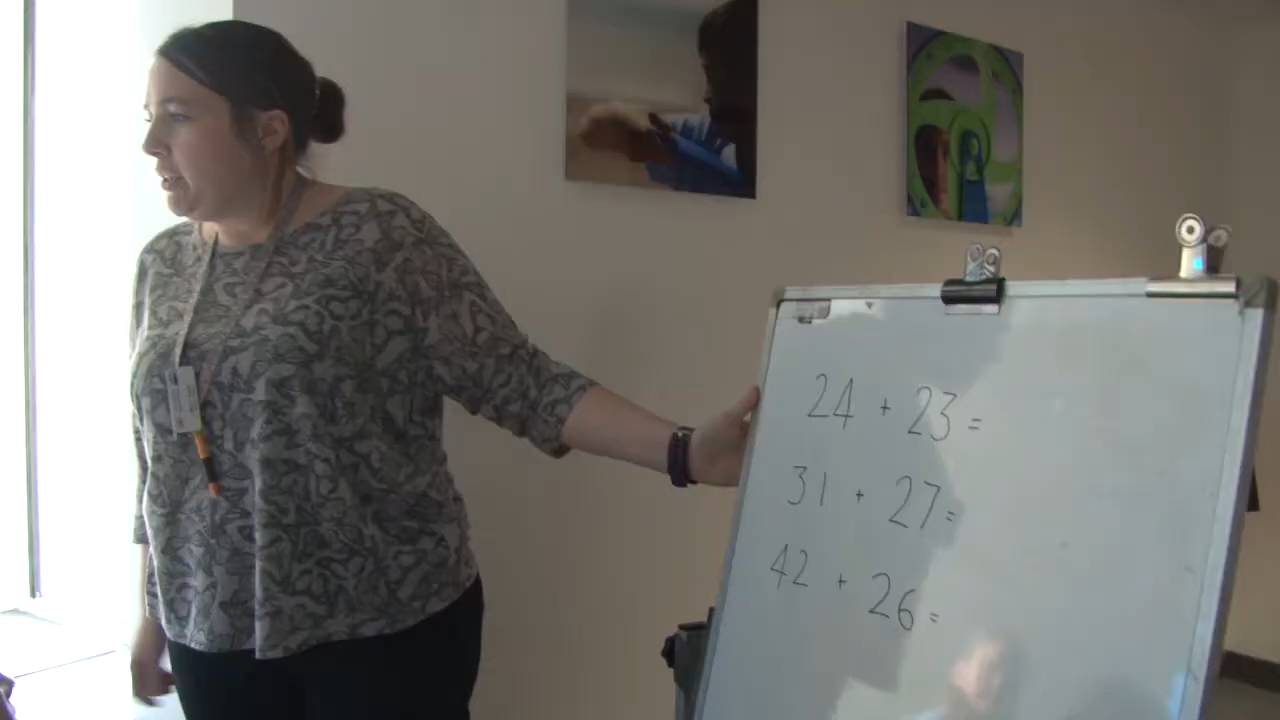 24 + 23 =
31 + 27 =
42 + 26 =